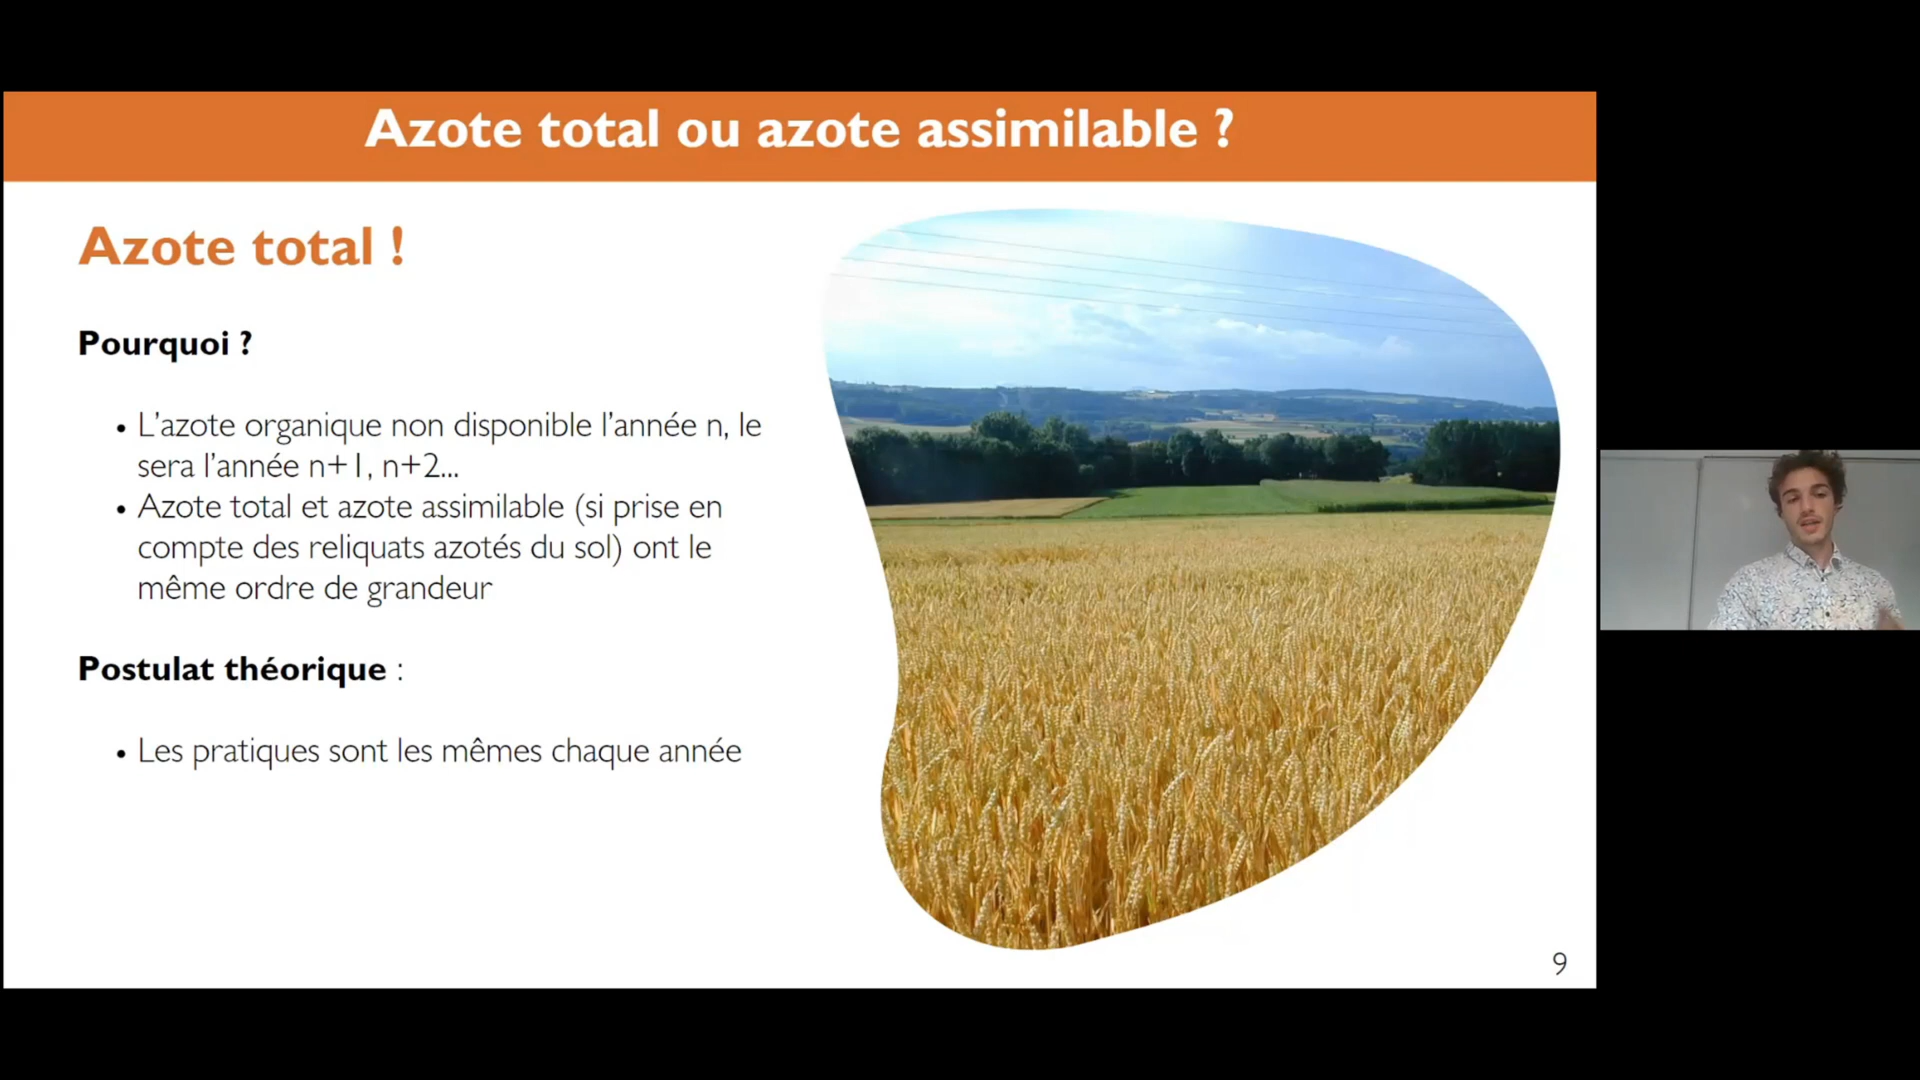 Azote total ou azote assimilable ?
Azote total !
Pourquoi ?
• L'azote organique non disponible l'année n, le
sera l'année n+1, n+2...
• Azote total et azote assimilable (si prise en
compte des reliquats azotés du sol) ont le
même ordre de grandeur
Postulat théorique :
• Les pratiques sont les mêmes chaque année
9